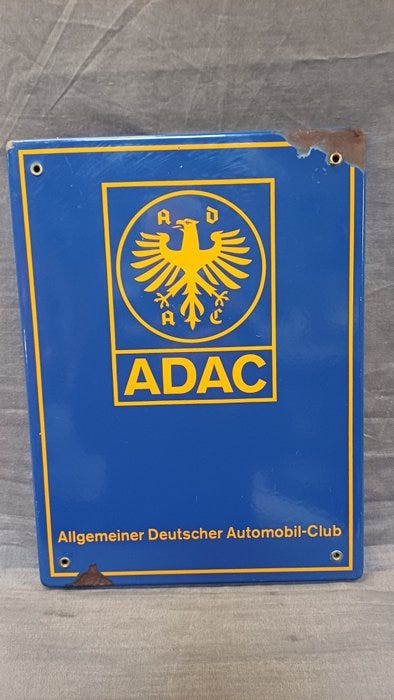 A D
A C
ADAC
Allgemeiner Deutscher Automobil-Club